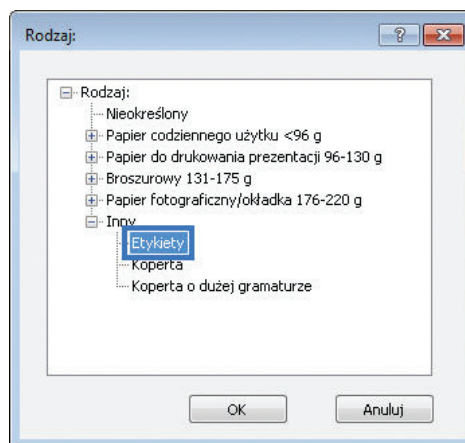 Rodzaj:
Rodzaj:
Nieokreślony
Papier codziennego użytku <96 g
Papier do drukowania prezentacji 96-130 g
Broszurowy 131-175 g
Papier fotograficzny/okładka 176-220 g
Inny
Etykiety
Koperta
Koperta o dużej gramaturze
OK
Anuluj